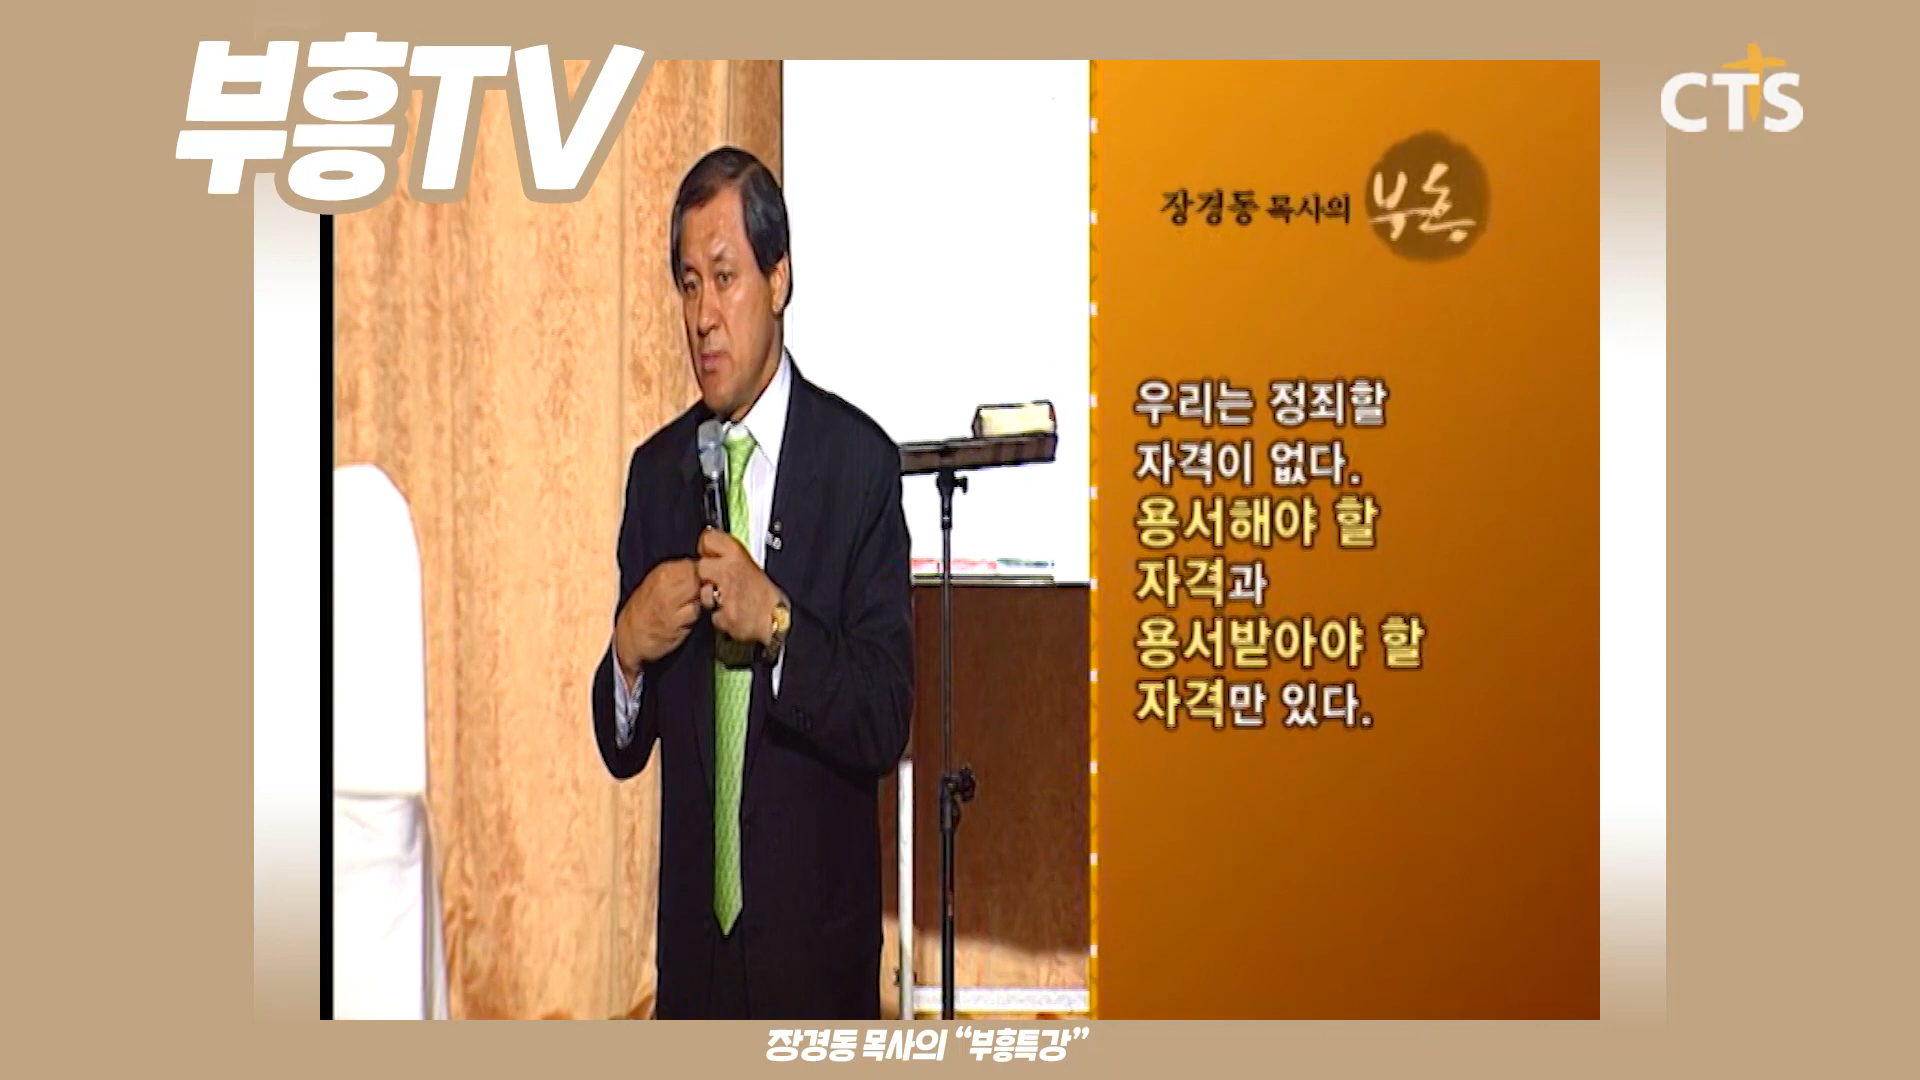 부흥TV
CTS
장경동 목사의 부흥
우리는 정죄할
자격이 없다.
용서해야 할
자격과
용서받아야 할
자격만 있다.
장경동 목사의 “부흥특강”